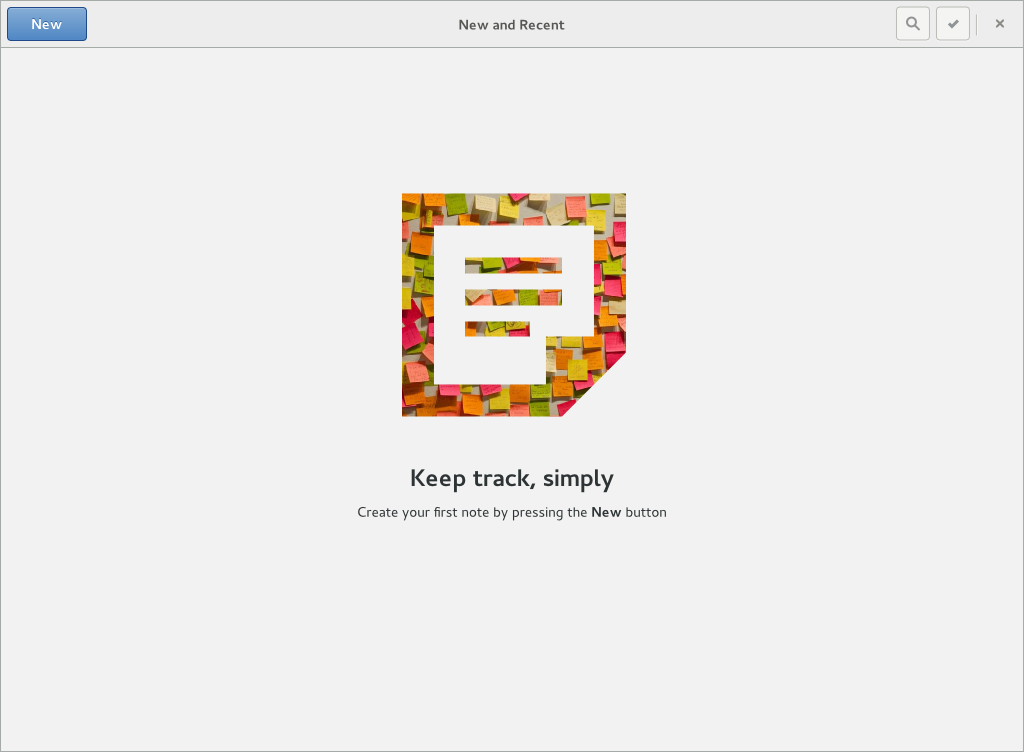 New
New and Recent
Keep track, simply
Create your first note by pressing the New button